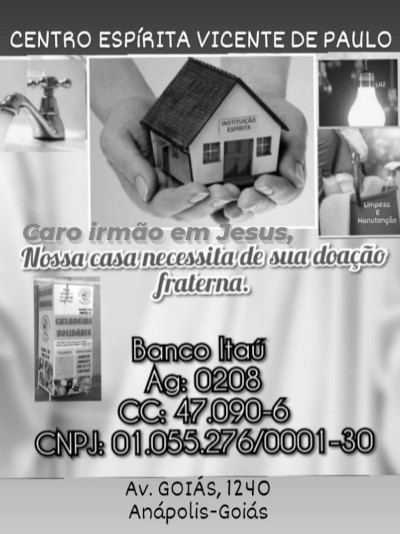 CENTRO ESPÍRITA VICENTE DE PAULO
ÁGUA
LUZ
INSTITUIÇÃO
ESPÍRITA
Limpeza
E
Manutenção
Caro irmão em Jesus,
Nossa casa necessita de sua doação
fraterna.
GELADEIRA
SOLIDÁRIA
Banco Itaú
Ag: 0208
CC: 47.090-6
CNPJ: 01.055.276/0001-30
Av. GOIÁS, 1240
Anápolis-Goiás